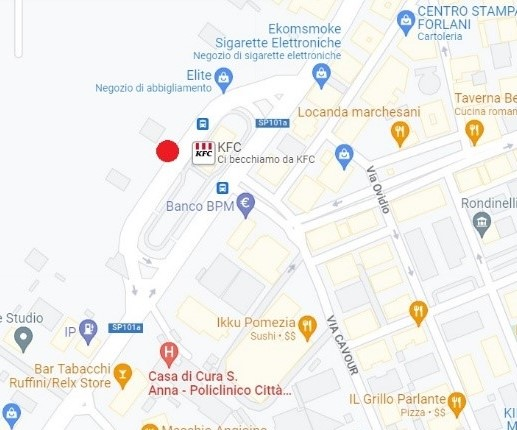 CENTRO STAMPA
FORLANI
Cartoleria
Ekomsmoke
Sigarette Elettroniche
Negozio di sigarette elettroniche
Elite
Negozio di abbigliamento
SP101a
Locanda marchesani
Taverna Be
Cucina roman
KFC
KFC
Ci becchiamo da KFC
Via Ovidio
Banco BPM
€
Rondinelli
e Studio
IP
SP101a
Ikku Pomezia
Sushi • $$
VIA CAVOUR
Bar Tabacchi
Ruffini/Relx Store
H
Casa di Cura S.
Anna - Policlinico Città...
IL Grillo Parlante
Pizza • $$
KI
M